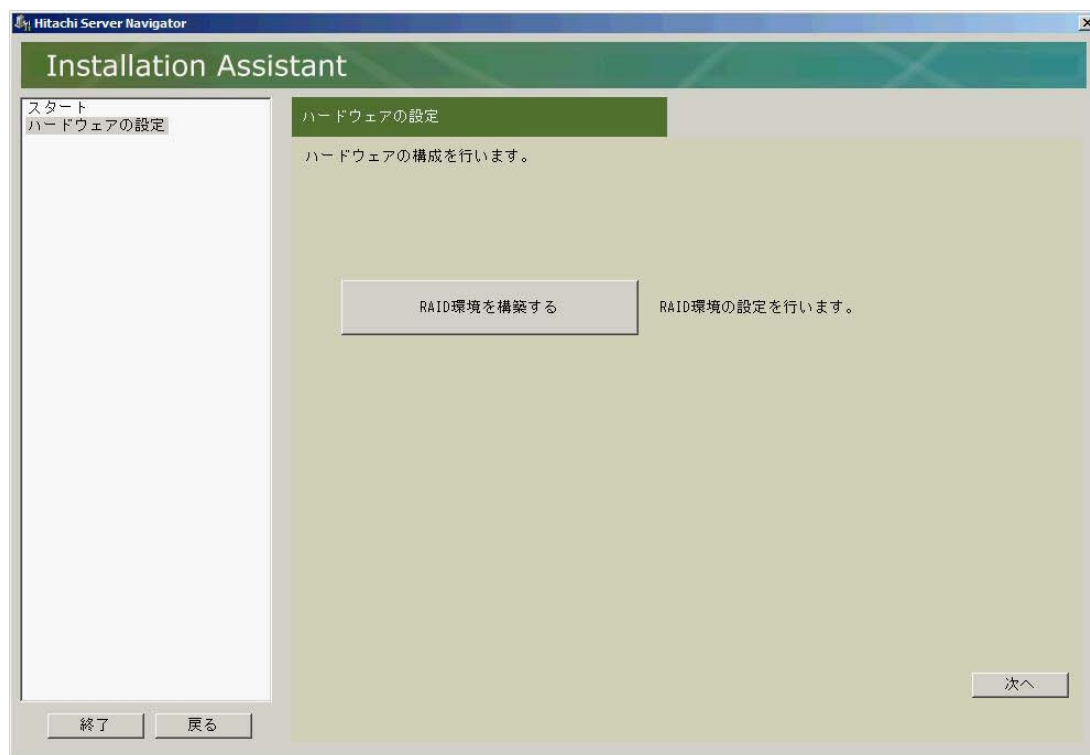 Hitachi Server Navigator
Installation Assistant
スタート
ハードウェアの設定
ハードウェアの設定
ハードウェアの構成を行います。
RAID環境を構築する
RAID環境の設定を行います。
次へ
終了
戻る